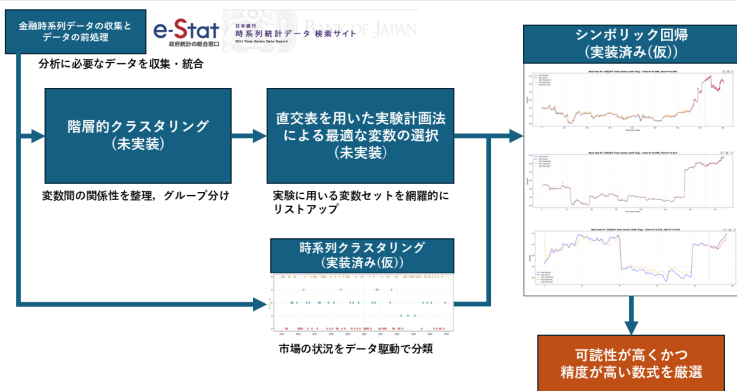 金融時系列データの収集と
データの前処理
e-Stat
政府統計の総合窓口
日本銀行
時系列統計データ 検索サイト
BOJ Time-Series Data Search
BANK OF JAPAN
分析に必要なデータを収集・統合
階層的クラスタリング
(未実装)
変数間の関係性を整理，グループ分け
直交表を用いた実験計画法
による最適な変数の選択
(未実装)
実験に用いる変数セットを網羅的に
リストアップ
時系列クラスタリング
(実装済み(仮))
市場の状況をデータ駆動で分類
シンボリック回帰
(実装済み(仮))
可読性が高くかつ
精度が高い数式を厳選